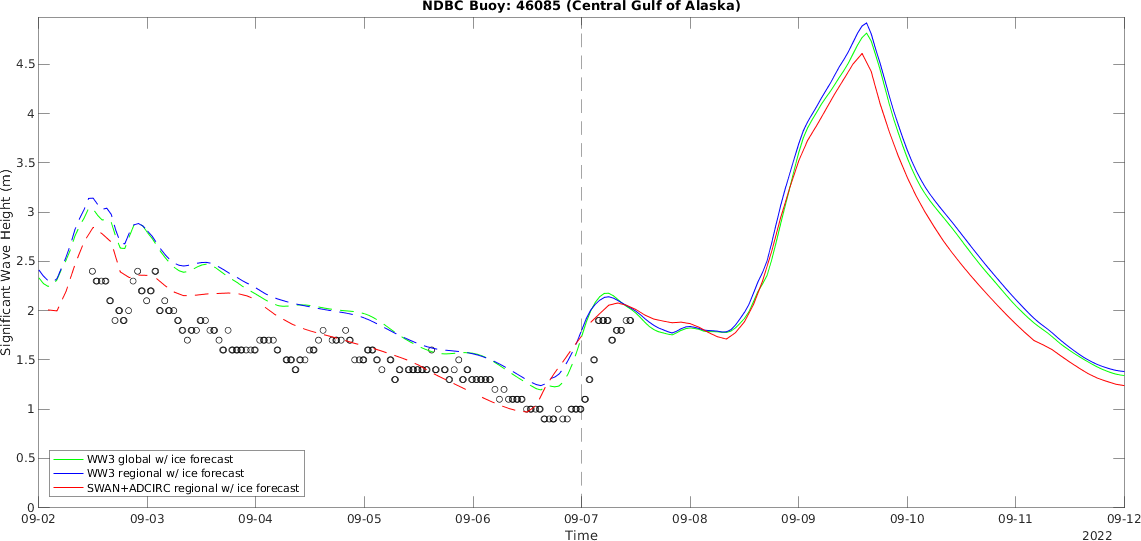 NDBC Buoy: 46085 (Central Gulf of Alaska)
Significant Wave Height (m)
4.5
4
3.5
3
2.5
2
1.5
1
0.5
0
WW3 global w/ ice forecast
WW3 regional w/ ice forecast
SWAN+ADCIRC regional w/ ice forecast
09-02 09-03 09-04 09-05 09-06 09-07 09-08 09-09 09-10 09-11 09-12
Time
2022